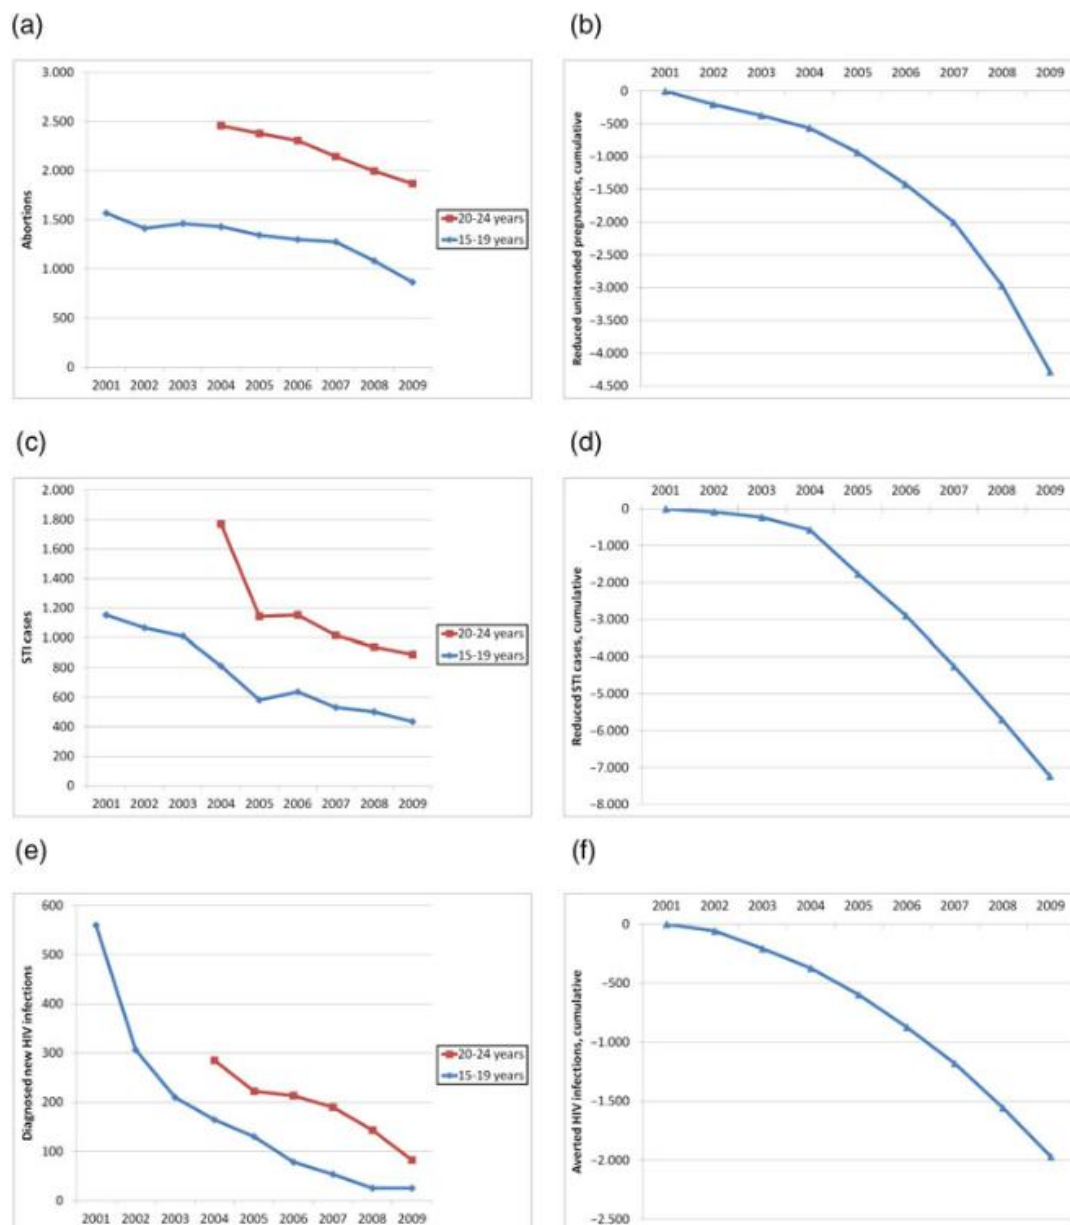 (a)
3.000
2.500
2.000
1.500
1.000
500
0
Abortions
2001 2002 2003 2004 2005 2006 2007 2008 2009
20-24 years
15-19 years
(b)
2001 2002 2003 2004 2005 2006 2007 2008 2009
0
−500
−1.000
−1.500
−2.000
−2.500
−3.000
−3.500
−4.000
−4.500
Reduced unintended pregnancies, cumulative
(c)
2.000
1.800
1.600
1.400
1.200
1.000
800
600
400
200
0
STI cases
2001 2002 2003 2004 2005 2006 2007 2008 2009
20-24 years
15-19 years
(d)
2001 2002 2003 2004 2005 2006 2007 2008 2009
0
−1.000
−2.000
−3.000
−4.000
−5.000
−6.000
−7.000
−8.000
Reduced STI cases, cumulative
(e)
600
500
400
300
200
100
0
Diagnosed new HIV infections
2001 2002 2003 2004 2005 2006 2007 2008 2009
20-24 years
15-19 years
(f)
2001 2002 2003 2004 2005 2006 2007 2008 2009
0
−500
−1.000
−1.500
−2.000
−2.500
Averted HIV infections, cumulative